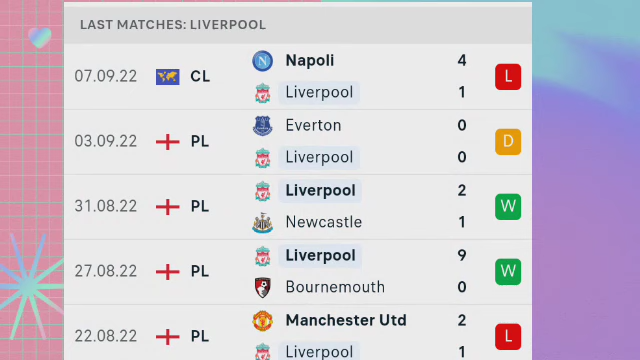 LAST MATCHES: LIVERPOOL
07.09.22 CL Napoli 4 L
Liverpool 1
03.09.22 PL Everton 0 D
Liverpool 0
31.08.22 PL Liverpool 2 W
Newcastle 1
27.08.22 PL Liverpool 9 W
Bournemouth 0
22.08.22 PL Manchester Utd 2 L
Liverpool 1